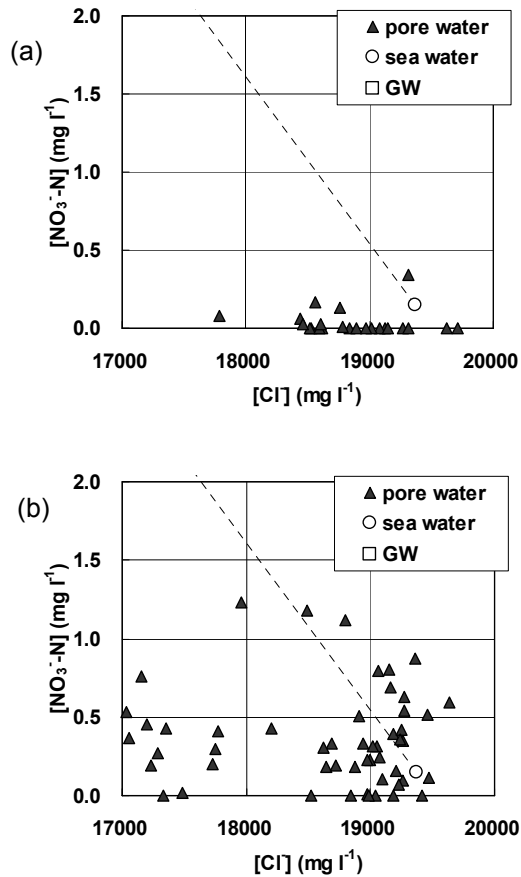 (a)
[NO₃⁻-N] (mg l⁻¹)
2.0
1.5
1.0
0.5
0.0
▲ pore water
○ sea water
□ GW
17000 18000 19000 20000
[Cl⁻] (mg l⁻¹)
(b)
[NO₃⁻-N] (mg l⁻¹)
2.0
1.5
1.0
0.5
0.0
▲ pore water
○ sea water
□ GW
17000 18000 19000 20000
[Cl⁻] (mg l⁻¹)